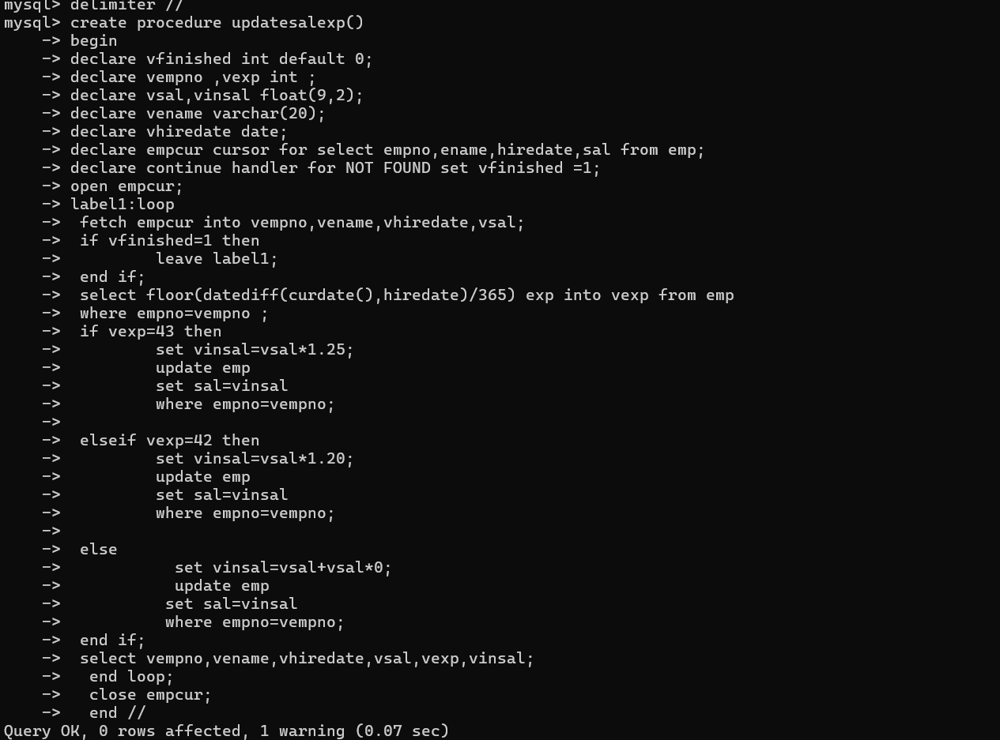 mysql> delimiter //
mysql> create procedure updatesalexp()
    -> begin
    -> declare vfinished int default 0;
    -> declare vempno ,vexp int ;
    -> declare vsal,vinsal float(9,2);
    -> declare vename varchar(20);
    -> declare vhiredate date;
    -> declare empcur cursor for select empno,ename,hiredate,sal from emp;
    -> declare continue handler for NOT FOUND set vfinished =1;
    -> open empcur;
    -> label1:loop
    ->  fetch empcur into vempno,vename,vhiredate,vsal;
    ->  if vfinished=1 then
    ->          leave label1;
    ->  end if;
    ->  select floor(datediff(curdate(),hiredate)/365) exp into vexp from emp
    ->  where empno=vempno ;
    ->  if vexp=43 then
    ->          set vinsal=vsal*1.25;
    ->          update emp
    ->          set sal=vinsal
    ->          where empno=vempno;
    ->
    ->  elseif vexp=42 then
    ->          set vinsal=vsal*1.20;
    ->          update emp
    ->          set sal=vinsal
    ->          where empno=vempno;
    ->
    ->  else
    ->            set vinsal=vsal+vsal*0;
    ->            update emp
    ->           set sal=vinsal
    ->           where empno=vempno;
    ->  end if;
    ->  select vempno,vename,vhiredate,vsal,vexp,vinsal;
    ->   end loop;
    ->   close empcur;
    ->   end //
Query OK, 0 rows affected, 1 warning (0.07 sec)